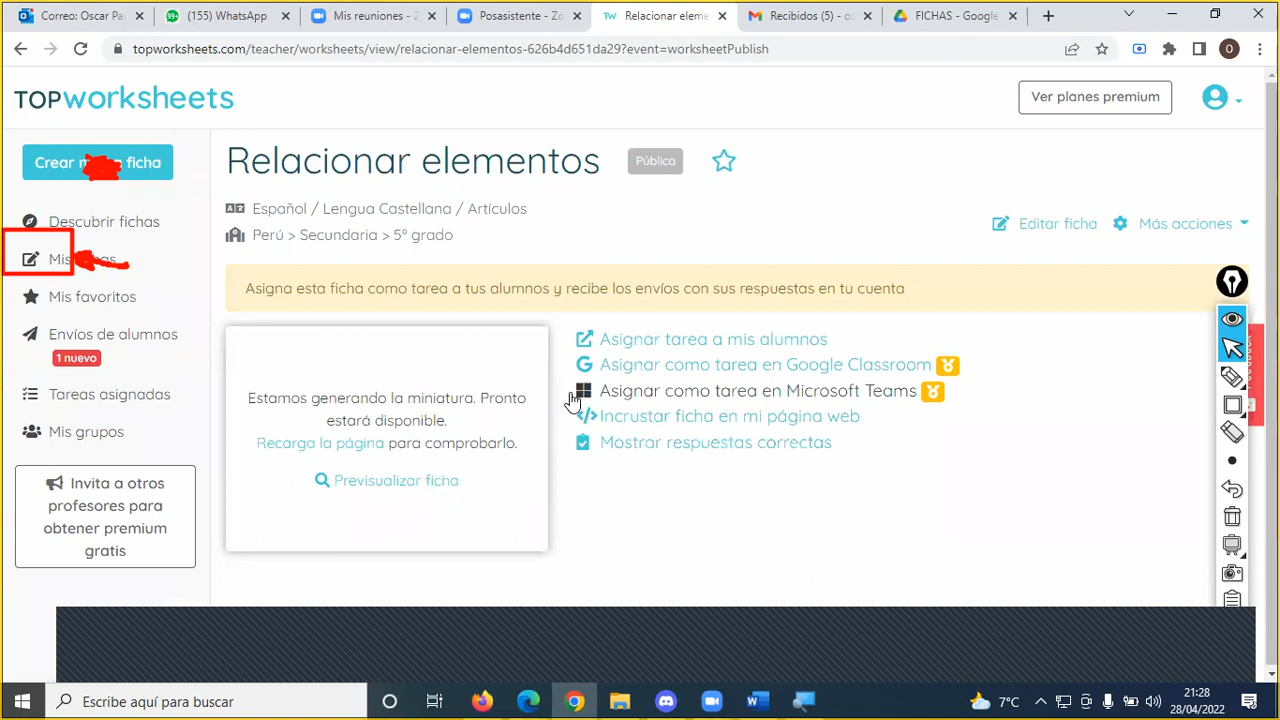 Correo: Oscar Pa
(155) WhatsApp
Mis reuniones - Z
Posasistente - Zo
Relacionar eleme
Recibidos (5) - o
FICHAS - Google
topworksheets.com/teacher/worksheets/view/relacionar-elementos-626b4d651da29?event=worksheetPublish
O
TOPworksheets
Ver planes premium
Crear ficha
Relacionar elementos
Pública
Descubrir fichas
Español / Lengua Castellana / Artículos
Perú > Secundaria > 5º grado
Editar ficha
Más acciones
Mis
Mis favoritos
Asigna esta ficha como tarea a tus alumnos y recibe los envíos con sus respuestas en tu cuenta
Envíos de alumnos
1 nuevo
Tareas asignadas
Mis grupos
Invita a otros
profesores para
obtener premium
gratis
Estamos generando la miniatura. Pronto
estará disponible.
Recarga la página para comprobarlo.
Previsualizar ficha
Asignar tarea a mis alumnos
Asignar como tarea en Google Classroom
Asignar como tarea en Microsoft Teams
Incrustar ficha en mi página web
Mostrar respuestas correctas
Escribe aquí para buscar
7°C
21:28
28/04/2022